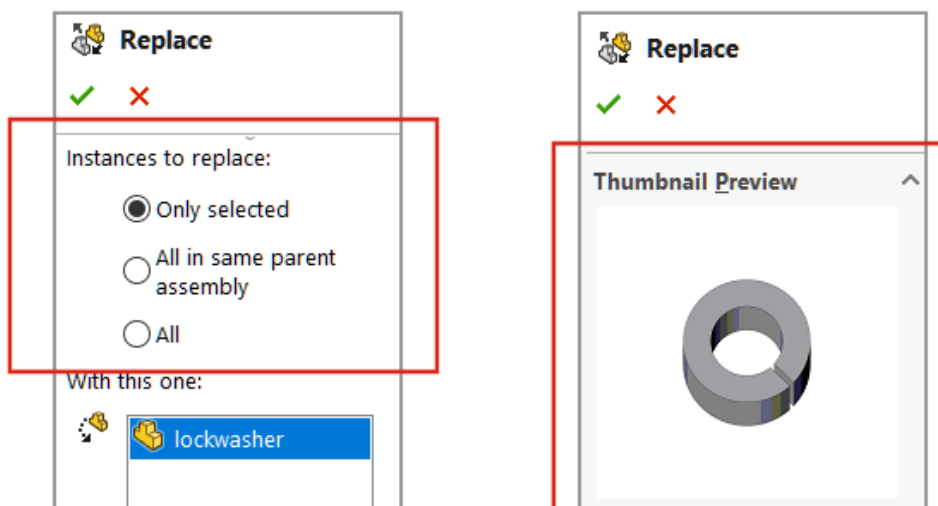 Replace
Instances to replace:
Only selected
All in same parent
assembly
All
With this one:
lockwasher
Replace
Thumbnail Preview